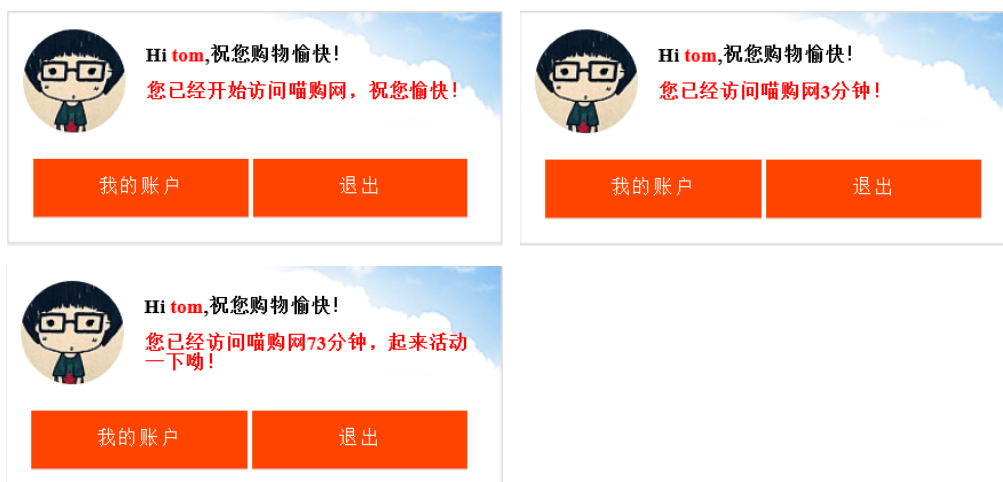 Hi tom,祝您购物愉快!
您已经开始访问喵购网，祝您愉快!
我的账户
退出
Hi tom,祝您购物愉快!
您已经访问喵购网3分钟!
我的账户
退出
Hi tom,祝您购物愉快!
您已经访问喵购网73分钟，起来活动
一下呦!
我的账户
退出